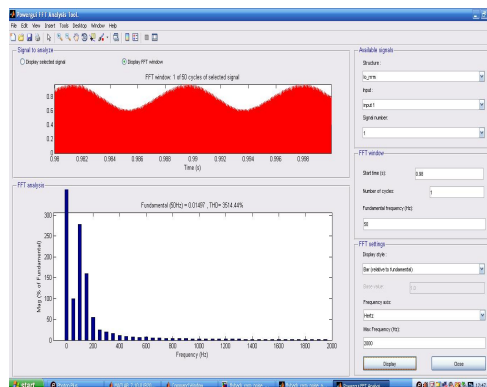 Powergui FFT Analysis Tool.
File Edit View Insert Tools Desktop Window Help
Signal to analyze
Display selected signal
Display FFT window
FFT window: 1 of 50 cycles of selected signal
0.8
0.6
0.4
0.2
0
0.98 0.982 0.984 0.986 0.988 0.99 0.992 0.994 0.996 0.998
Time (s)
FFT analysis
Fundamental (50Hz) = 0.01497 , THD= 3514.44%
Mag (% of Fundamental)
300
250
200
150
100
50
0
0 200 400 600 800 1000 1200 1400 1600 1800 2000
Frequency (Hz)
Available signals
Structure :
Input :
input 1
Signal number:
1
FFT window
Start time (s):
0.98
Number of cycles:
1
Fundamental frequency (Hz):
50
FFT settings
Display style :
Bar (relative to fundamental)
Base value:
1.0
Frequency axis:
Hertz
Max Frequency (Hz):
2000
Display
Close
start